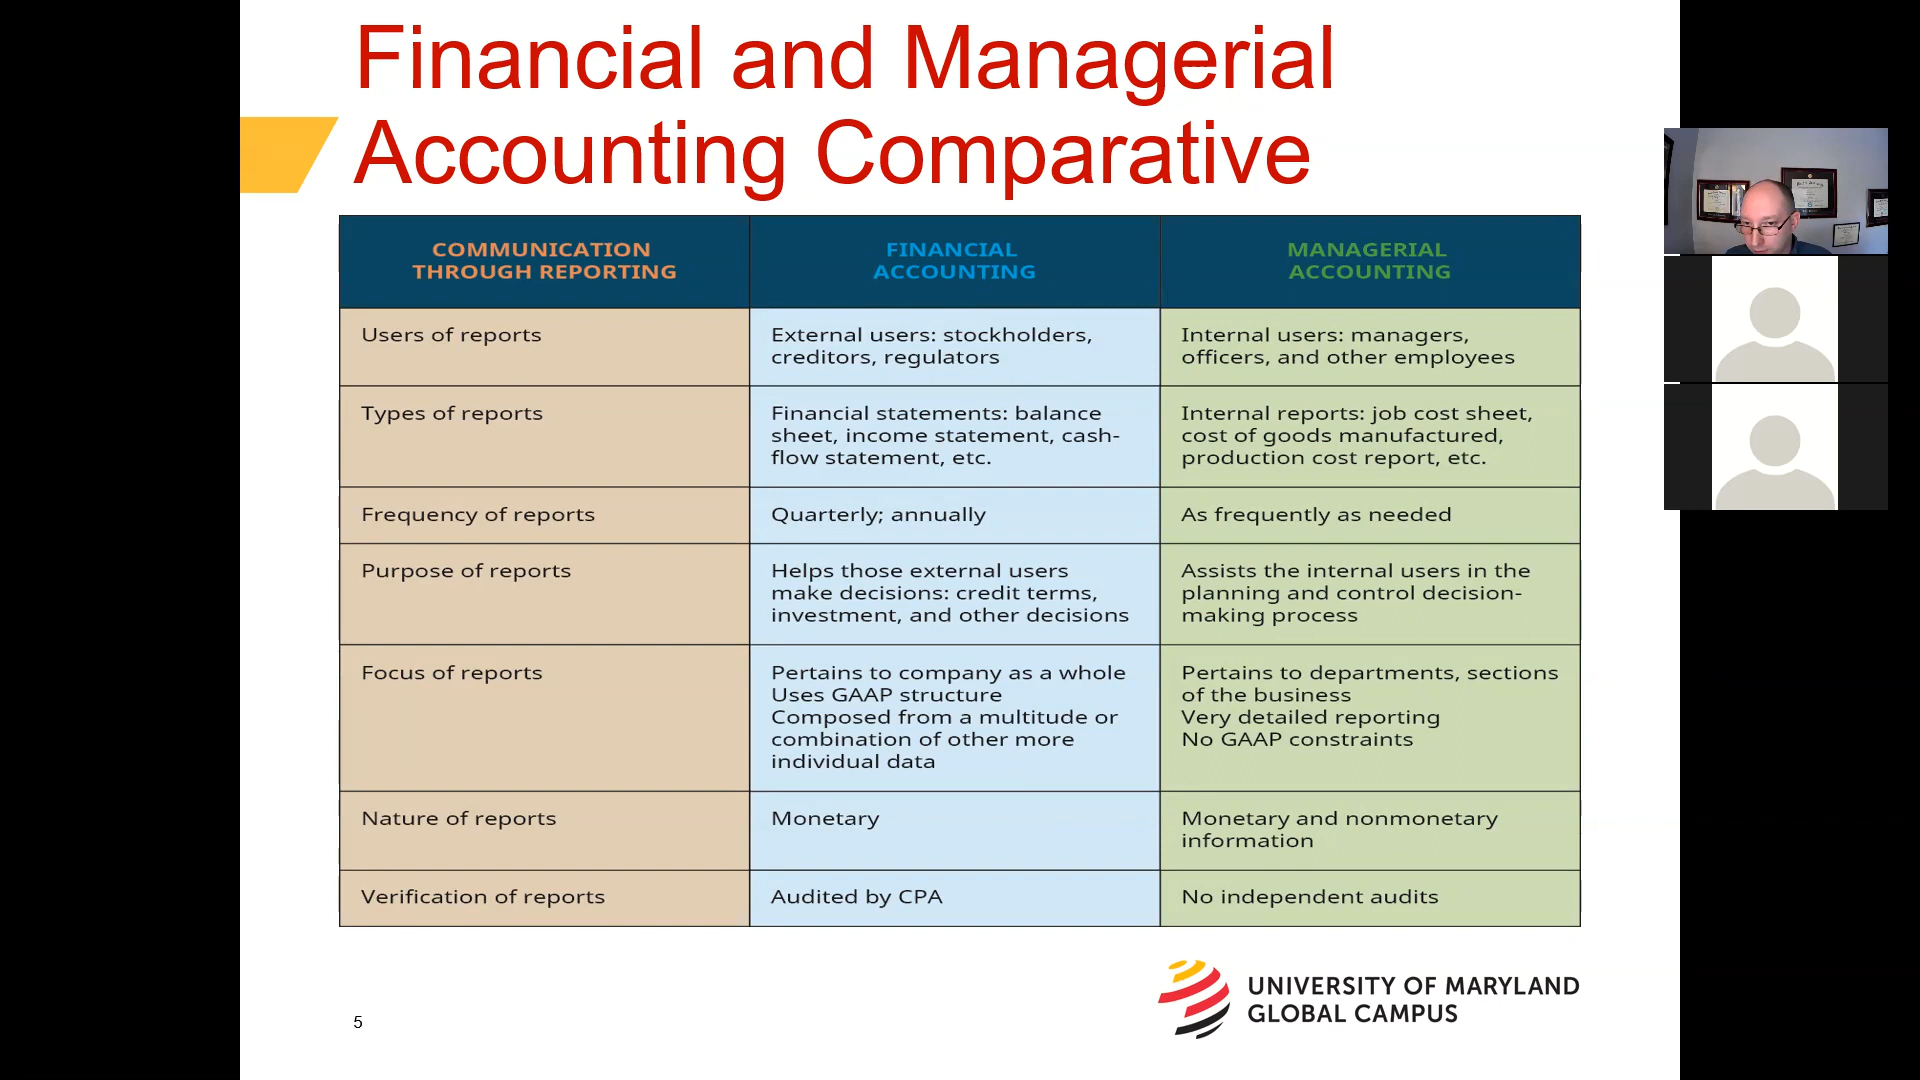 Financial and Managerial
Accounting Comparative
COMMUNICATION
THROUGH REPORTING
FINANCIAL
ACCOUNTING
MANAGERIAL
ACCOUNTING
Users of reports
External users: stockholders,
creditors, regulators
Internal users: managers,
officers, and other employees
Types of reports
Financial statements: balance
sheet, income statement, cash-
flow statement, etc.
Internal reports: job cost sheet,
cost of goods manufactured,
production cost report, etc.
Frequency of reports
Quarterly; annually
As frequently as needed
Purpose of reports
Helps those external users
make decisions: credit terms,
investment, and other decisions
Assists the internal users in the
planning and control decision-
making process
Focus of reports
Pertains to company as a whole
Uses GAAP structure
Composed from a multitude or
combination of other more
individual data
Pertains to departments, sections
of the business
Very detailed reporting
No GAAP constraints
Nature of reports
Monetary
Monetary and nonmonetary
information
Verification of reports
Audited by CPA
No independent audits
UNIVERSITY OF MARYLAND
GLOBAL CAMPUS
5